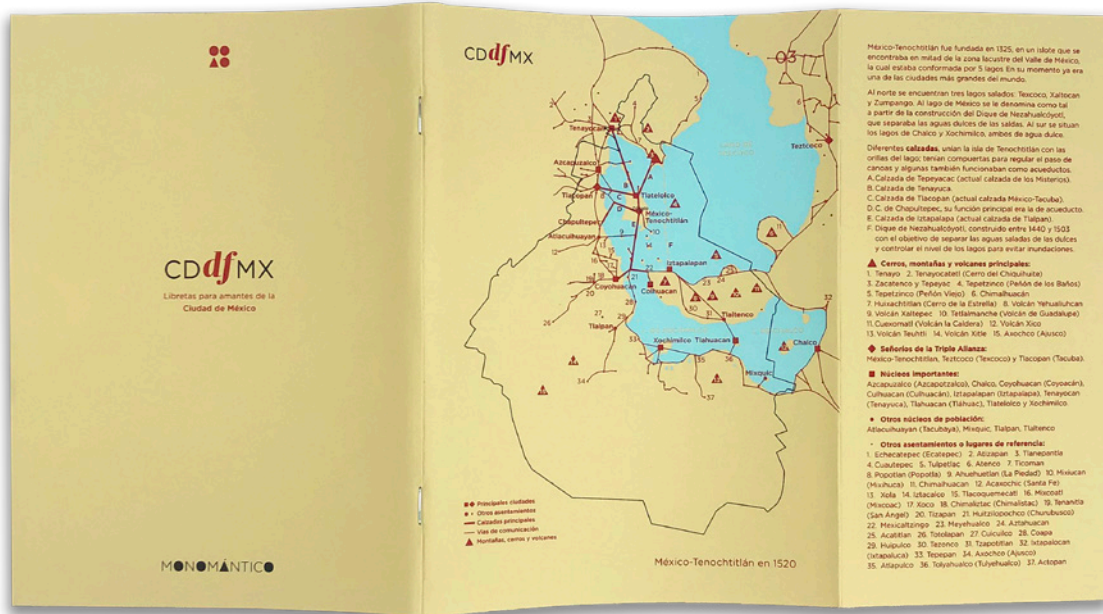 CDdfMX
Libretas para amantes de la
Ciudad de México
MONOMÁNTICO
CDdfMX
03
Tenayocan
Azcapuzalco
Tlacopan
Tlatelolco
Chapultepec
México-
Tenochtitlán
Atlacuihuayan
Iztapalapan
Coyohuacan
Culhuacan
Tlalpan
Tlaltenco
Xochimilco
Tlahuacan
Chalco
Mixquic
Teztcoco
Principales ciudades
Otros asentamientos
Calzadas principales
Vías de comunicación
Montañas, cerros y volcanes
México-Tenochtitlán en 1520
México-Tenochtitlán fue fundada en 1325, en un islote que se
encontraba en mitad de la zona lacustre del Valle de México,
la cual estaba conformada por 5 lagos. En su momento ya era
una de las ciudades más grandes del mundo.
Al norte se encuentran tres lagos salados: Texcoco, Xaltocan
y Zumpango. Al lago de México se le denomina como tal
a partir de la construcción del Dique de Nezahualcóyotl,
que separaba las aguas dulces de las saldas. Al sur se situan
los lagos de Chalco y Xochimilco, ambos de agua dulce.
Diferentes calzadas, unían la isla de Tenochtitlán con las
orillas del lago; tenían compuertas para regular el paso de
canoas y algunas también funcionaban como acueductos.
A. Calzada de Tepeyacac (actual calzada de los Misterios).
B. Calzada de Tenayuca.
C. Calzada de Tlacopan (actual calzada México-Tacuba).
D. C. de Chapultepec, su función principal era la de acueducto.
E. Calzada de Iztapalapa (actual calzada de Tlalpan).
F. Dique de Nezahualcóyotl, construido entre 1440 y 1503
con el objetivo de separar las aguas saladas de las dulces
y controlar el nivel de los lagos para evitar inundaciones.
Cerros, montañas y volcanes principales:
1. Tenayo 2. Tenayocatetl (Cerro del Chiquihuite)
3. Zacatenco y Tepeyac 4. Tepetzinco (Peñón de los Baños)
5. Tepetzinco (Peñón Viejo) 6. Chimalhuacán
7. Huixachtitlan (Cerro de la Estrella) 8. Volcán Yehualiuhcan
9. Volcán Xaltepec 10. Tetlalmanche (Volcán de Guadalupe)
11. Cuexomatl (Volcán la Caldera) 12. Volcán Xico
13. Volcán Teuhtli 14. Volcán Xitle 15. Axochco (Ajusco)
Señoríos de la Triple Alianza:
México-Tenochtitlan, Teztcoco (Texcoco) y Tlacopan (Tacuba).
Núcleos importantes:
Azcapuzalco (Azcapotzalco), Chalco, Coyohuacan (Coyoacán),
Culhuacan (Culhuacán), Iztapalapan (Iztapalapa), Tenayocan
(Tenayuca), Tlahuacan (Tláhuac), Tlatelolco y Xochimilco.
Otros núcleos de población:
Atlacuihuayan (Tacubaya), Mixquic, Tlalpan, Tlaltenco
Otros asentamientos o lugares de referencia:
1. Echecatepec (Ecatepec) 2. Atizapan 3. Tlanepantla
4. Cuautepec 5. Tulpetlac 6. Atenco 7. Ticoman
8. Popotlan (Popotla) 9. Ahuehuetlan (La Piedad) 10. Mixiucan
(Mixihuca) 11. Chimalhuacan 12. Acaxochic (Santa Fe)
13. Xola 14. Iztacalco 15. Tlacoquemecatl 16. Mixcoatl
(Mixcoac) 17. Xoco 18. Chimaliztac (Chimalistac) 19. Tenanitla
(San Ángel) 20. Tizapan 21. Huitzilopochco (Churubusco)
22. Mexicaltzingo 23. Meyehualco 24. Aztahuacan
25. Acatitlan 26. Totolapan 27. Cuicuilco 28. Coapa
29. Huipulco 30. Tezonco 31. Tzapotitlan 32. Ixtapalocan
(Ixtapaluca) 33. Tepepan 34. Axochco (Ajusco)
35. Atlapulco 36. Tolyahualco (Tulyehualco) 37. Actopan